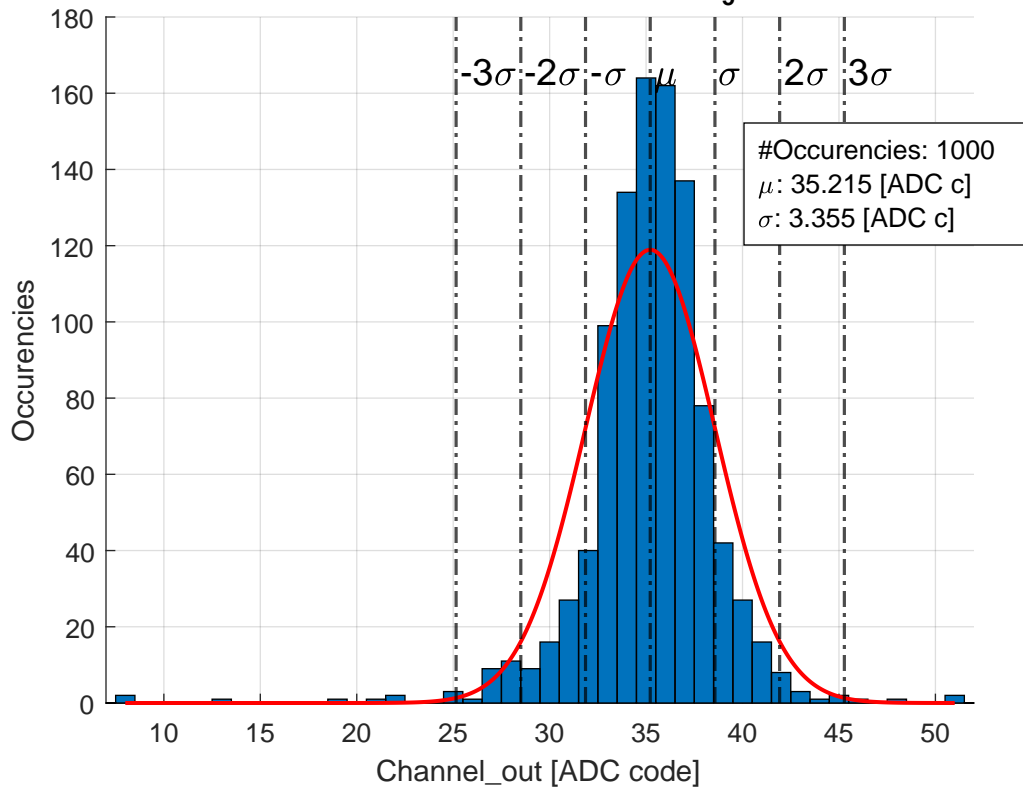 180
160
140
120
100
80
60
40
20
0
Occurencies
-3σ -2σ -σ μ σ 2σ 3σ
#Occurencies: 1000
μ: 35.215 [ADC c]
σ: 3.355 [ADC c]
10 15 20 25 30 35 40 45 50
Channel_out [ADC code]